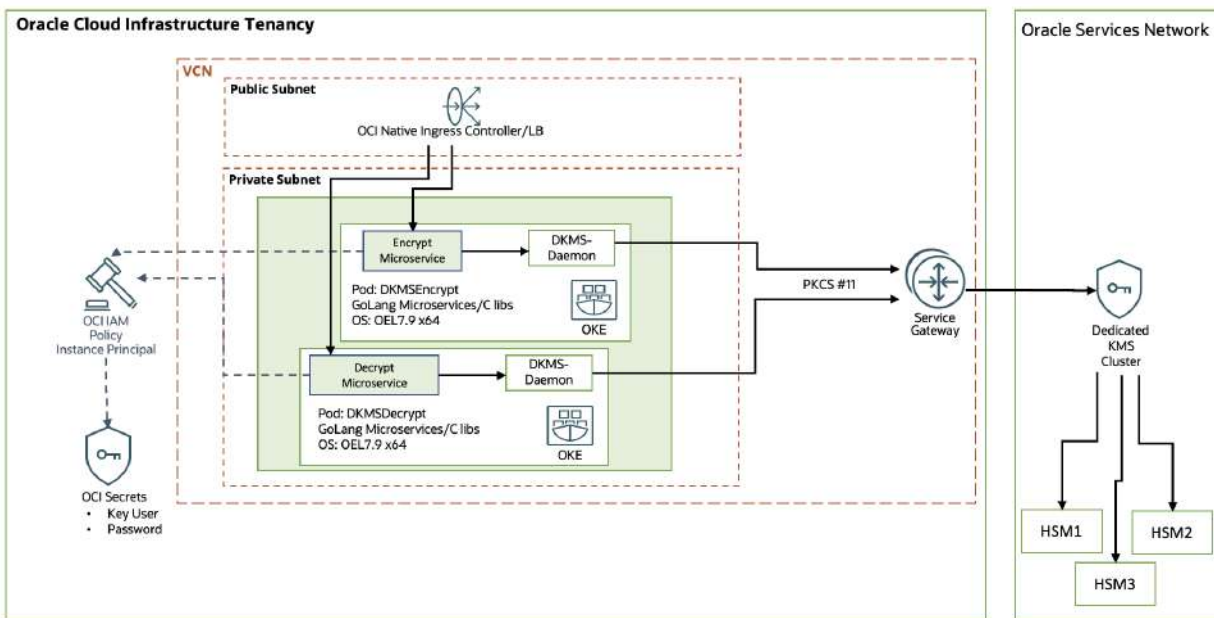 Oracle Cloud Infrastructure Tenancy
Oracle Services Network
VCN
Public Subnet
OCI Native Ingress Controller/LB
Private Subnet
Encrypt
Microservice
DKMS-
Daemon
Pod: DKMSEncrypt
GoLang Microservices/C libs
OS: OEL7.9 x64
OKE
Decrypt
Microservice
DKMS-
Daemon
Pod: DKMSDecrypt
GoLang Microservices/C libs
OS: OEL7.9 x64
OKE
PKCS #11
Service
Gateway
Dedicated
KMS
Cluster
OCI IAM
Policy
Instance Principal
OCI Secrets
• Key User
• Password
HSM1
HSM2
HSM3